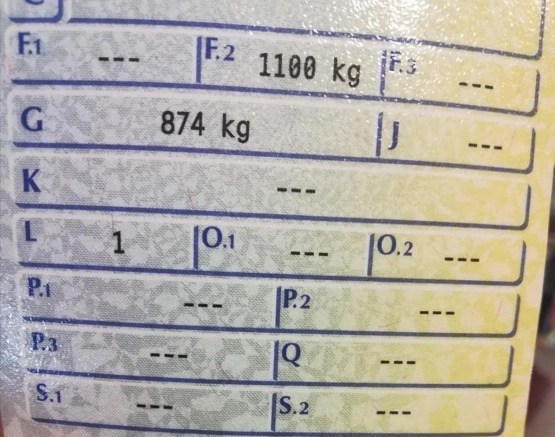 F.1 --- F.2 1100 kg F.3 ---
G 874 kg J ---
K ---
L 1 O.1 --- O.2 ---
P.1 --- P.2 ---
P.3 --- Q ---
S.1 --- S.2 ---